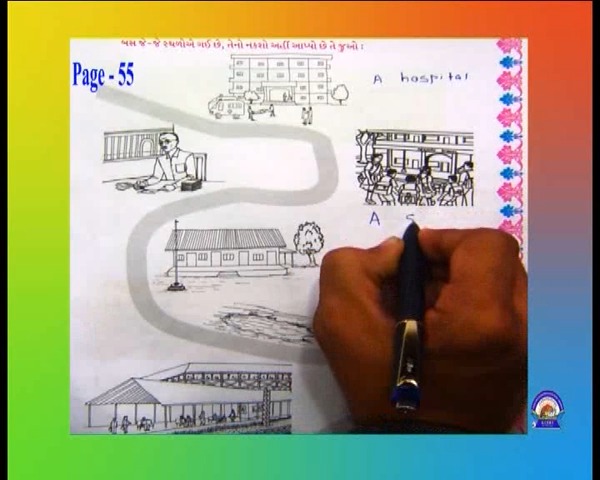 બસ જે-જે સ્થળોએ ગઈ છે, તેનો નકશો અહીં આપ્યો છે તે જુઓ :
Page - 55
A hospital
A s